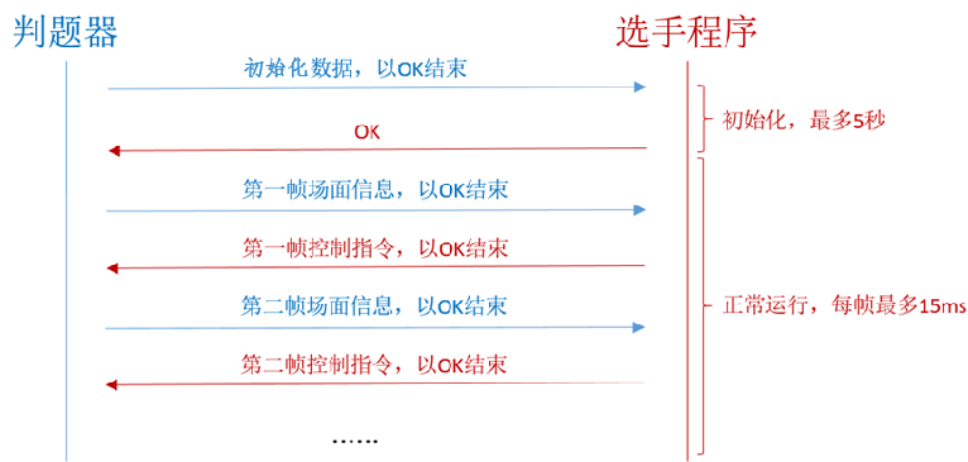 判题器
选手程序
初始化数据，以OK结束
初始化，最多5秒
OK
第一帧场面信息，以OK结束
第一帧控制指令，以OK结束
第二帧场面信息，以OK结束
正常运行，每帧最多15ms
第二帧控制指令，以OK结束
……